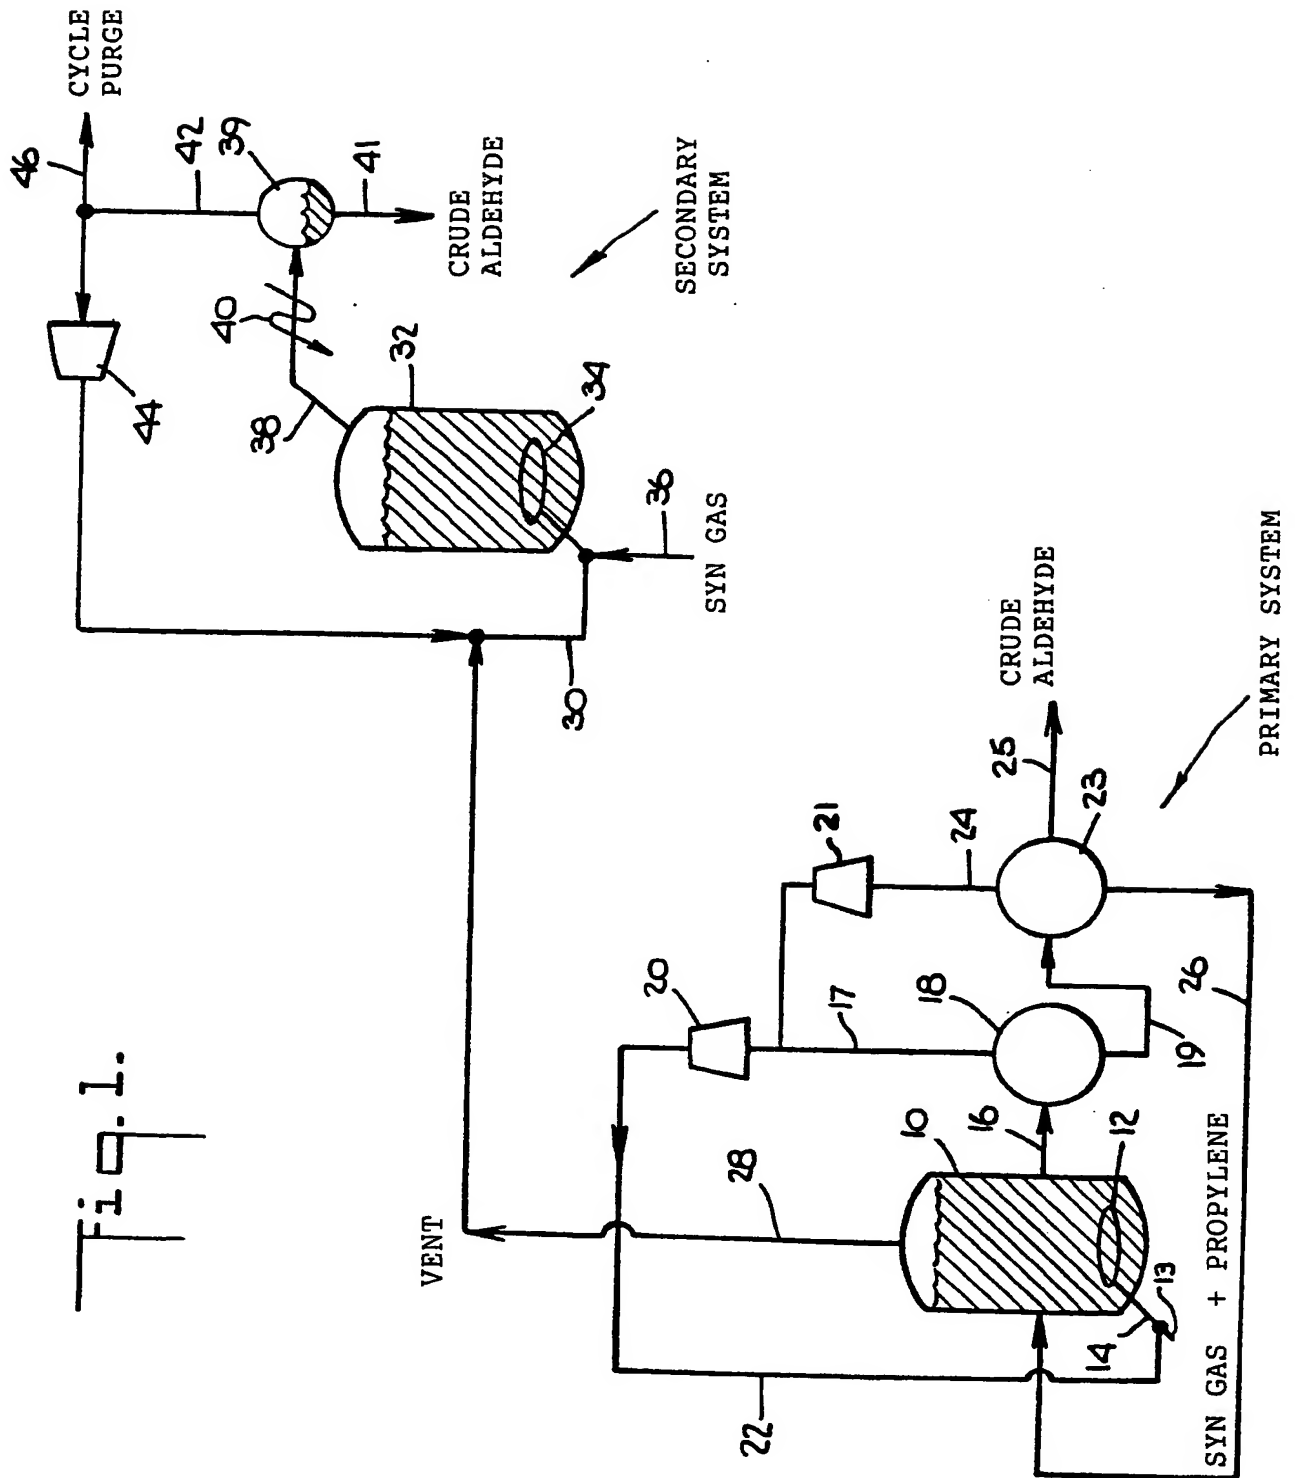 Fig. 1.
46
CYCLE
PURGE
42
39
44
40
41
CRUDE
ALDEHYDE
38
32
34
SECONDARY
SYSTEM
36
SYN GAS
30
VENT
28
20
21
17
24
22
10
16
18
25
CRUDE
ALDEHYDE
23
12
14
13
19
26
SYN GAS + PROPYLENE
PRIMARY SYSTEM